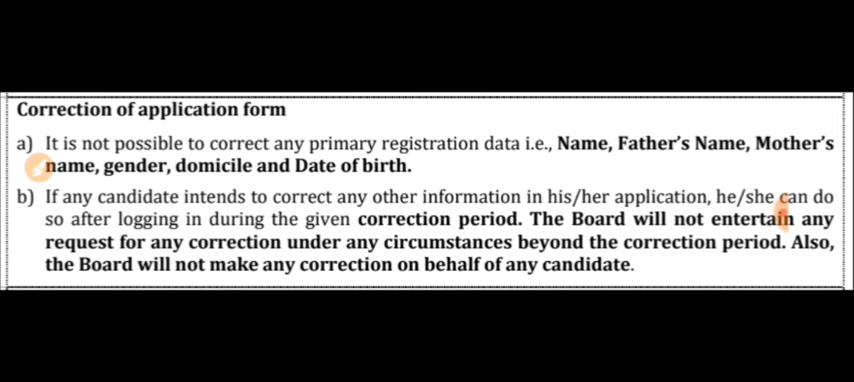 Correction of application form
a) It is not possible to correct any primary registration data i.e., Name, Father's Name, Mother's
name, gender, domicile and Date of birth.
b) If any candidate intends to correct any other information in his/her application, he/she can do
so after logging in during the given correction period. The Board will not entertain any
request for any correction under any circumstances beyond the correction period. Also,
the Board will not make any correction on behalf of any candidate.